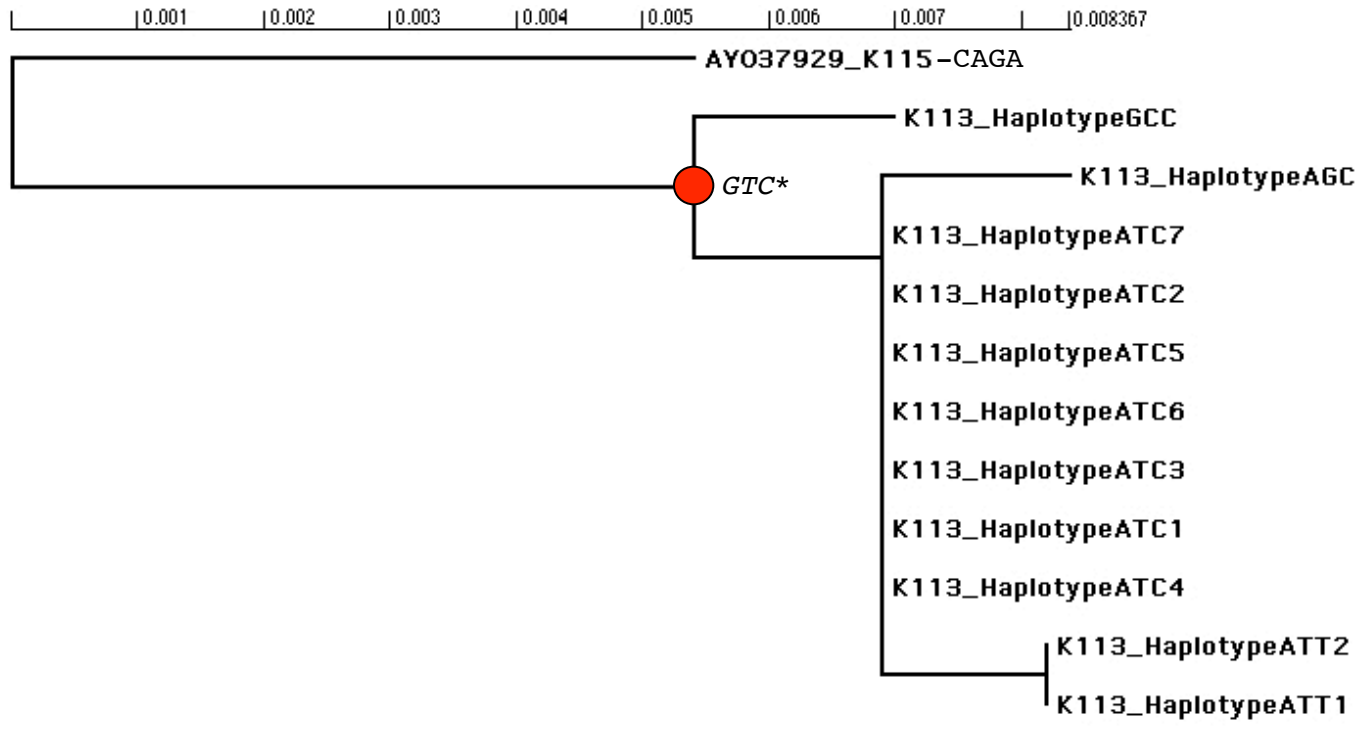 0.001 0.002 0.003 0.004 0.005 0.006 0.007 0.008367
AY037929_K115-CAGA
K113_HaplotypeGCC
K113_HaplotypeAGC
GTC*
K113_HaplotypeATC7
K113_HaplotypeATC2
K113_HaplotypeATC5
K113_HaplotypeATC6
K113_HaplotypeATC3
K113_HaplotypeATC1
K113_HaplotypeATC4
K113_HaplotypeATT2
K113_HaplotypeATT1